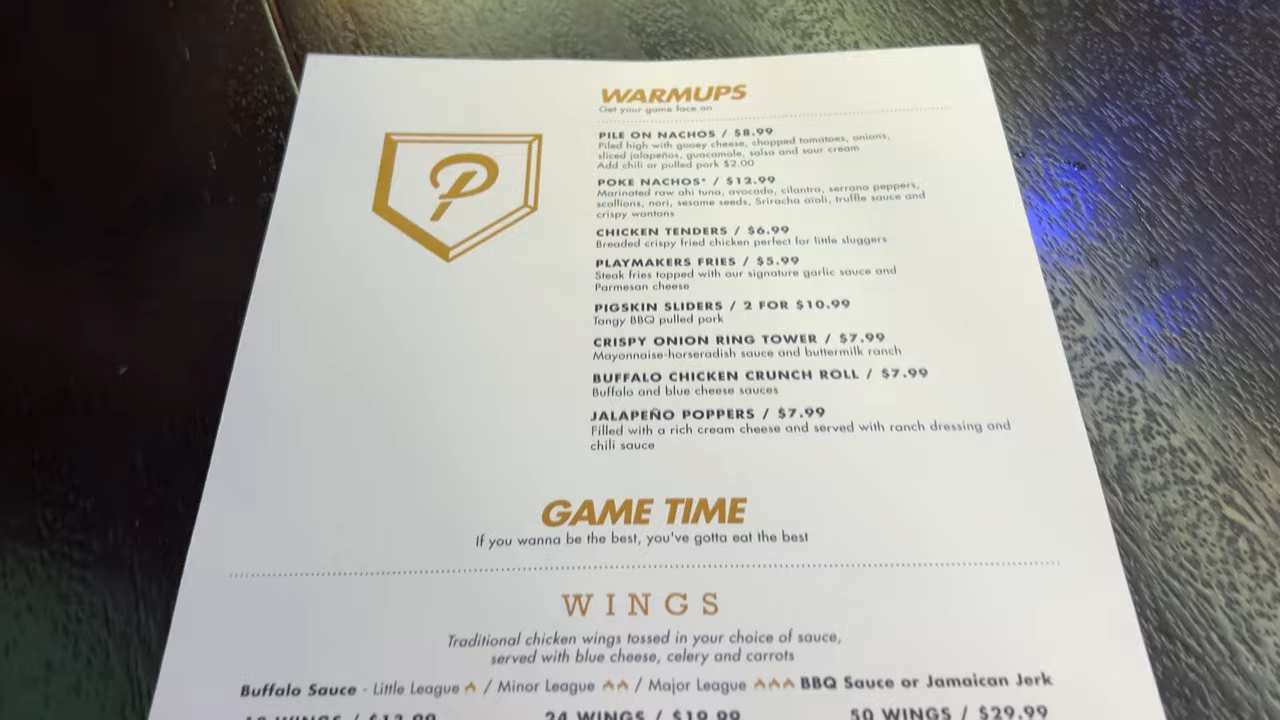 WARMUPS
Get your game face on
P
PILE ON NACHOS / $8.99
Piled high with gooey cheese, chopped tomatoes, onions,
sliced jalapeños, guacamole, salsa and sour cream
Add chili or pulled pork $2.00
POKE NACHOS* / $12.99
Marinated raw ahi tuna, avocado, cilantro, serrano peppers,
scallions, nori, sesame seeds, Sriracha aioli, truffle sauce and
crispy wontons
CHICKEN TENDERS / $6.99
Breaded crispy fried chicken perfect for little sluggers
PLAYMAKERS FRIES / $5.99
Steak fries topped with our signature garlic sauce and
Parmesan cheese
PIGSKIN SLIDERS / 2 FOR $10.99
Tangy BBQ pulled pork
CRISPY ONION RING TOWER / $7.99
Mayonnaise-horseradish sauce and buttermilk ranch
BUFFALO CHICKEN CRUNCH ROLL / $7.99
Buffalo and blue cheese sauces
JALAPEÑO POPPERS / $7.99
Filled with a rich cream cheese and served with ranch dressing and
chili sauce
GAME TIME
If you wanna be the best, you've gotta eat the best
WINGS
Traditional chicken wings tossed in your choice of sauce,
served with blue cheese, celery and carrots
Buffalo Sauce - Little League / Minor League / Major League BBQ Sauce or Jamaican Jerk
WINGS / 24 WINGS / $19.99 50 WINGS / $29.99